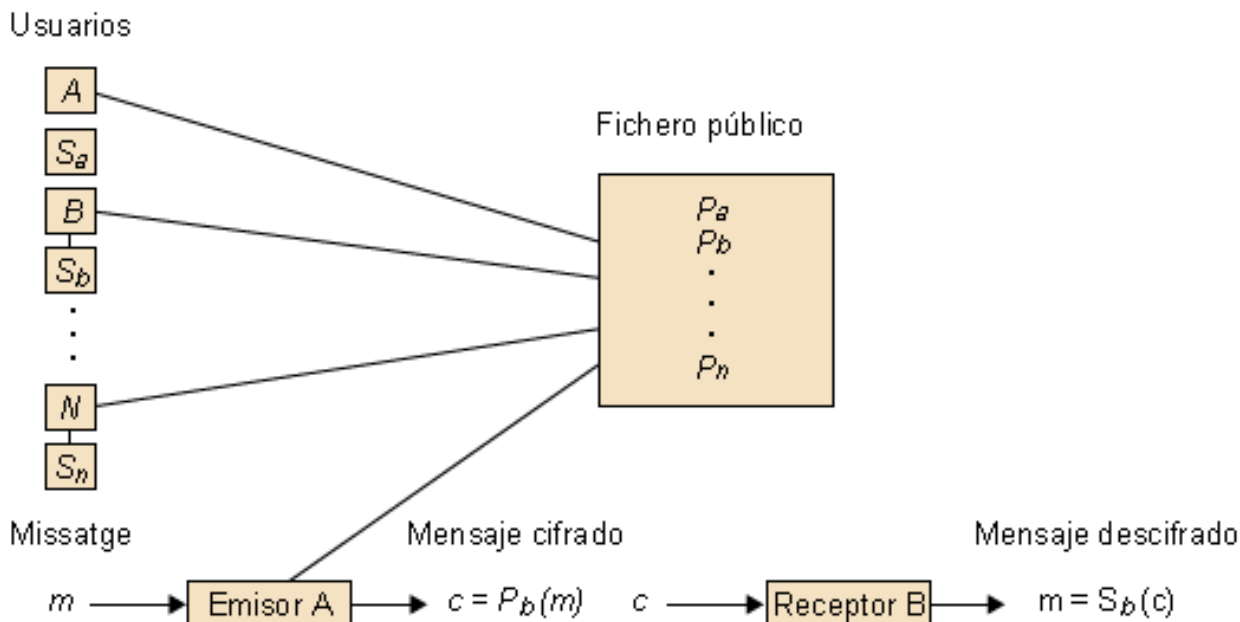 Usuarios
A
Sa
B
Sb
.
.
.
N
Sn
Fichero público
Pa
Pb
.
.
.
Pn
Missatge
Mensaje cifrado
Mensaje descifrado
m
Emisor A
c = Pb(m)
c
Receptor B
m = Sb(c)